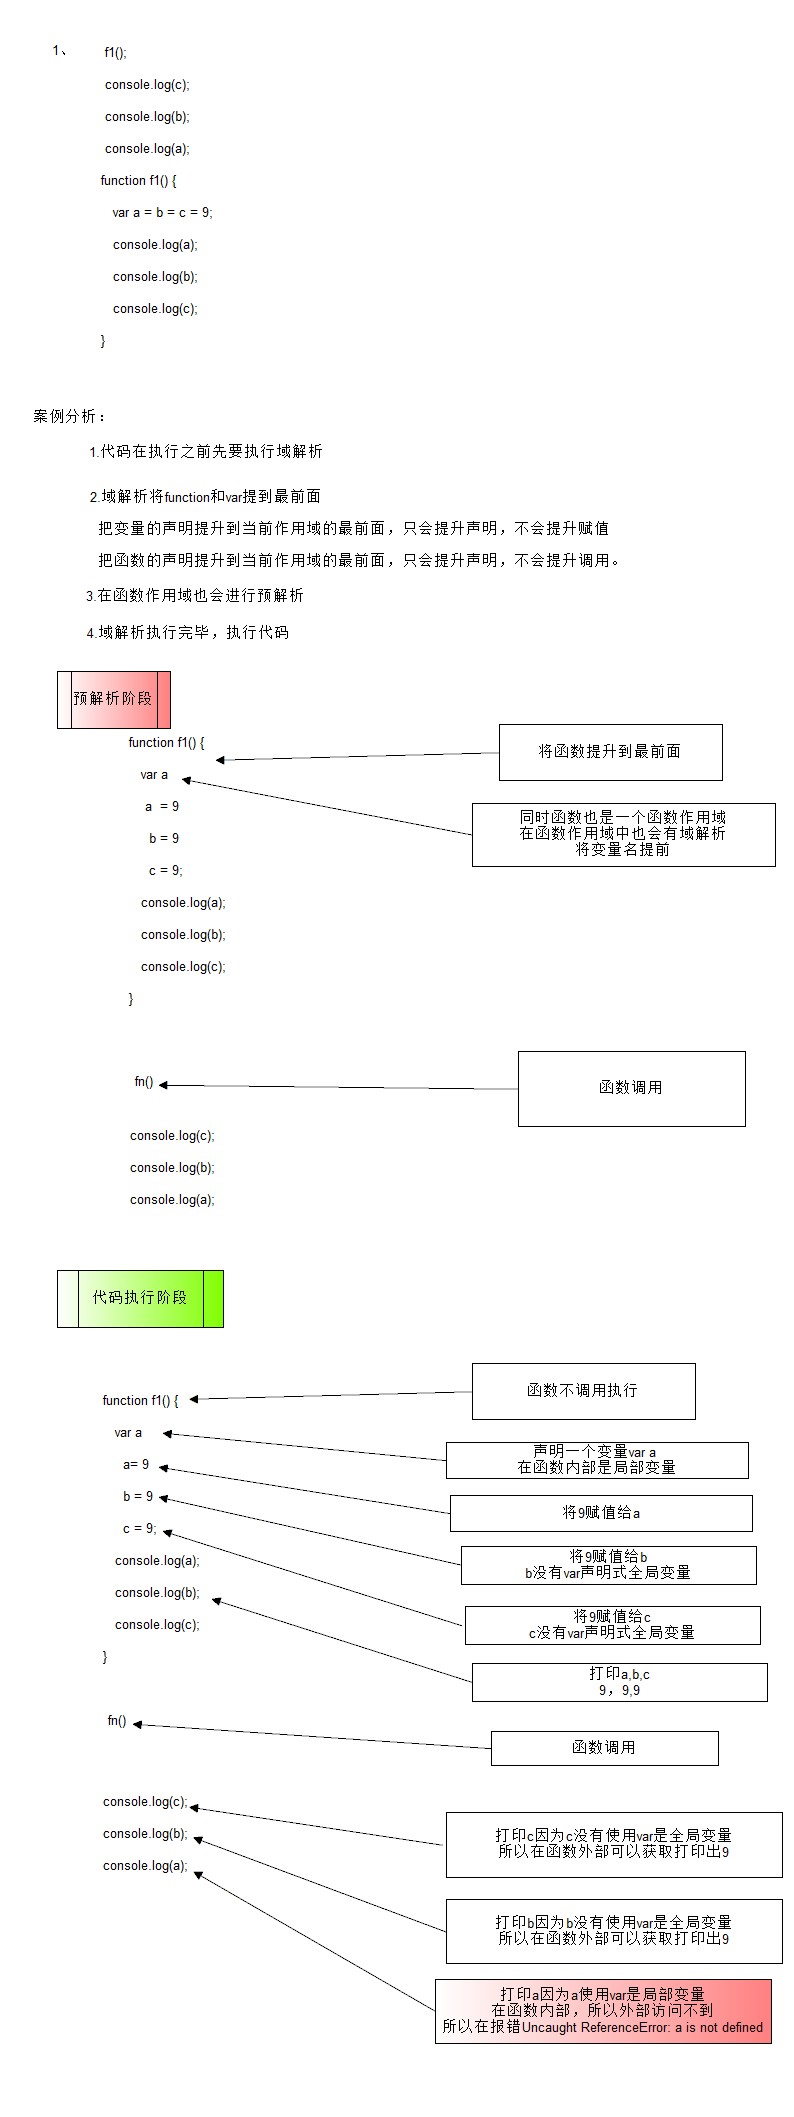 1、 f1();
console.log(c);
console.log(b);
console.log(a);
function f1() {
var a = b = c = 9;
console.log(a);
console.log(b);
console.log(c);
}
案例分析：
1.代码在执行之前先要执行域解析
2.域解析将function和var提到最前面
把变量的声明提升到当前作用域的最前面，只会提升声明，不会提升赋值
把函数的声明提升到当前作用域的最前面，只会提升声明，不会提升调用。
3.在函数作用域也会进行预解析
4.域解析执行完毕，执行代码
预解析阶段
function f1() {
将函数提升到最前面
var a
a = 9
同时函数也是一个函数作用域
在函数作用域中也会有域解析
将变量名提前
b = 9
c = 9;
console.log(a);
console.log(b);
console.log(c);
}
fn()
函数调用
console.log(c);
console.log(b);
console.log(a);
代码执行阶段
function f1() {
函数不调用执行
var a
声明一个变量var a
在函数内部是局部变量
a= 9
将9赋值给a
b = 9
将9赋值给b
b没有var声明式全局变量
c = 9;
将9赋值给c
c没有var声明式全局变量
console.log(a);
console.log(b);
console.log(c);
打印a,b,c
9，9,9
}
fn()
函数调用
console.log(c);
打印c因为c没有使用var是全局变量
所以在函数外部可以获取打印出9
console.log(b);
打印b因为b没有使用var是全局变量
所以在函数外部可以获取打印出9
console.log(a);
打印a因为a使用var是局部变量
在函数内部，所以外部访问不到
所以在报错Uncaught ReferenceError: a is not defined